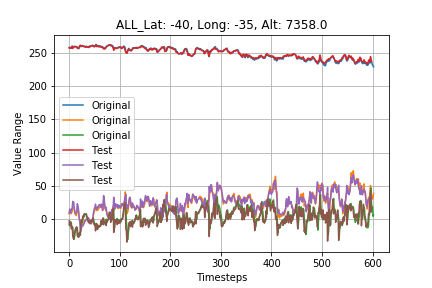 ALL_Lat: -40, Long: -35, Alt: 7358.0
250
200
150
100
50
0
Value Range
Original
Original
Original
Test
Test
Test
0 100 200 300 400 500 600
Timesteps